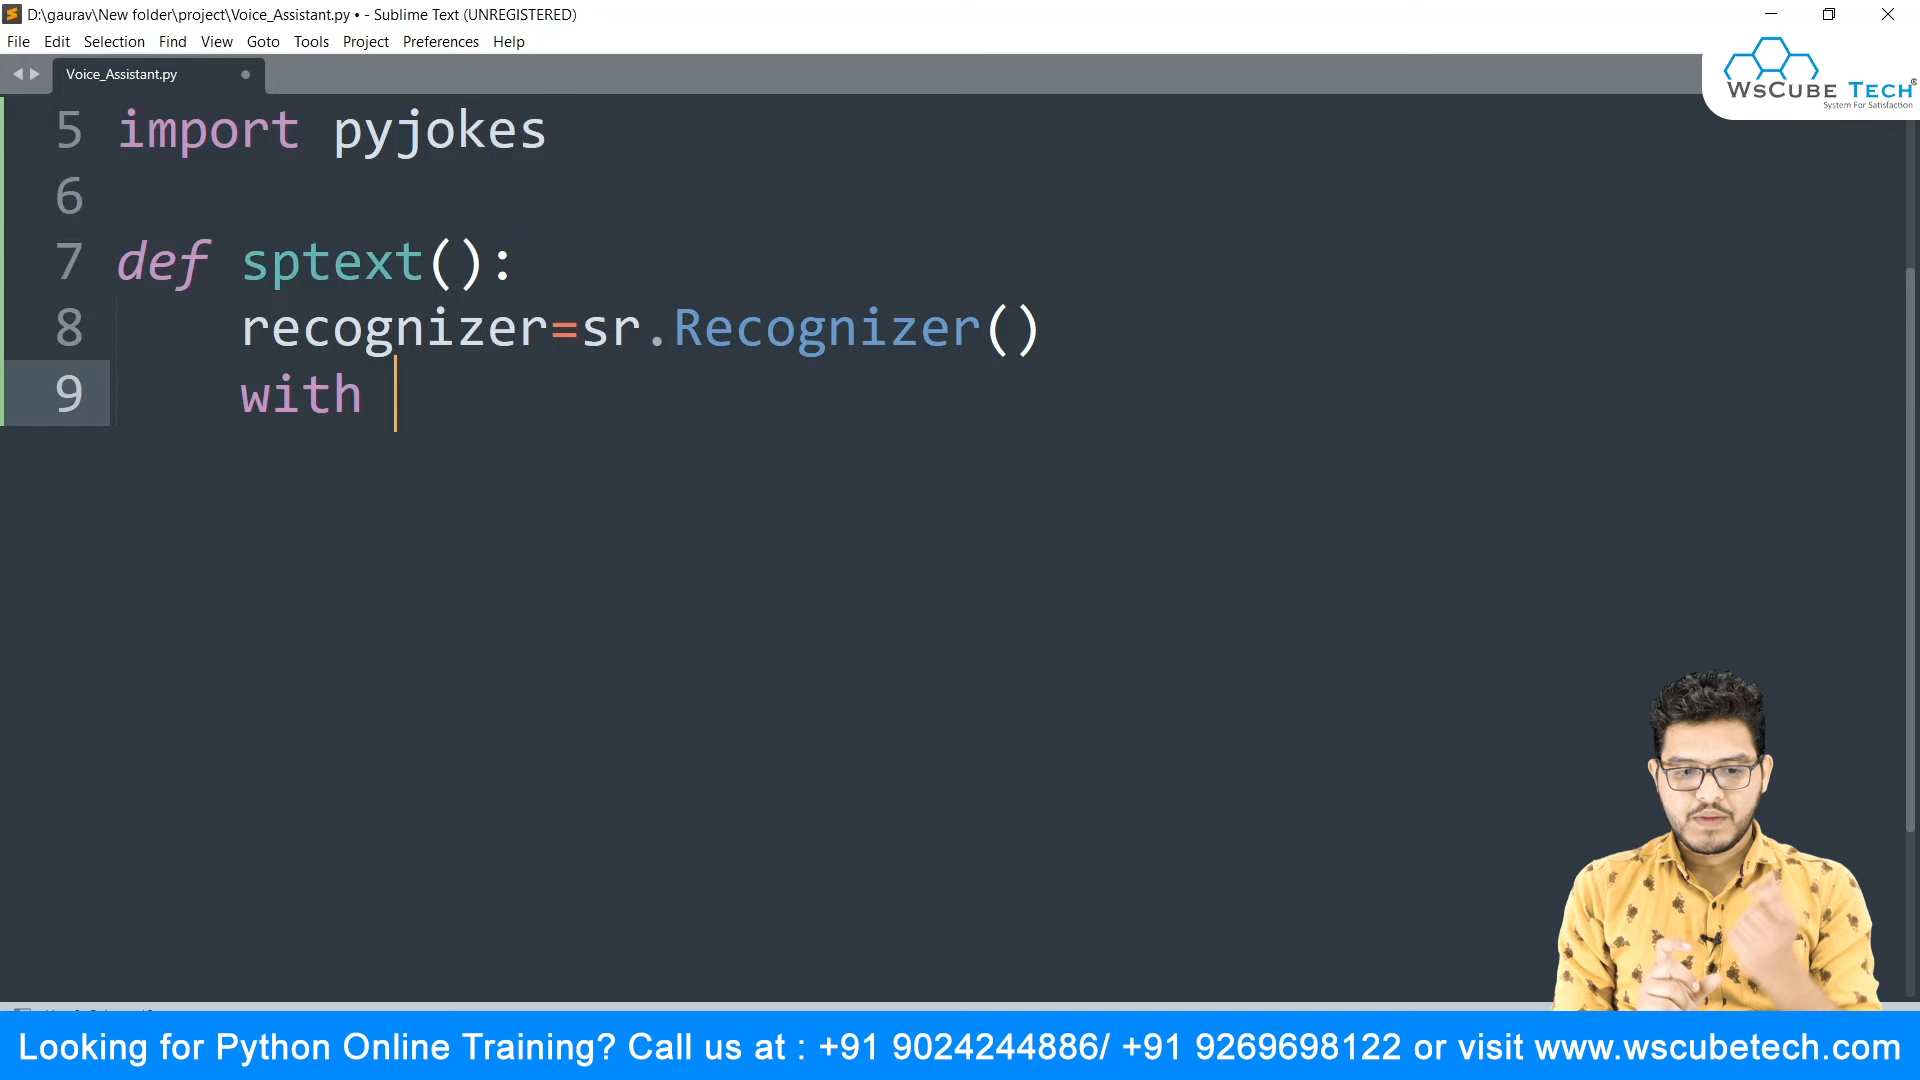 D:\gaurav\New folder\project\Voice_Assistant.py • - Sublime Text (UNREGISTERED)
File Edit Selection Find View Goto Tools Project Preferences Help
Voice_Assistant.py
WsCube Tech®
System For Satisfaction
5 import pyjokes
6
7 def sptext():
8 recognizer=sr.Recognizer()
9 with
Looking for Python Online Training? Call us at : +91 9024244886/ +91 9269698122 or visit www.wscubetech.com